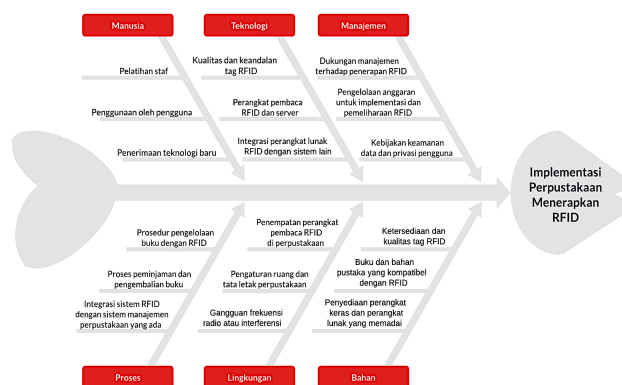 Manusia
Teknologi
Manajemen
Pelatihan staf
Penggunaan oleh pengguna
Penerimaan teknologi baru
Kualitas dan keandalan
tag RFID
Perangkat pembaca
RFID dan server
Integrasi perangkat lunak
RFID dengan sistem lain
Dukungan manajemen
terhadap penerapan RFID
Pengelolaan anggaran
untuk implementasi dan
pemeliharaan RFID
Kebijakan keamanan
data dan privasi pengguna
Implementasi
Perpustakaan
Menerapkan
RFID
Prosedur pengelolaan
buku dengan RFID
Proses peminjaman dan
pengembalian buku
Integrasi sistem RFID
dengan sistem manajemen
perpustakaan yang ada
Penempatan perangkat
pembaca RFID
di perpustakaan
Pengaturan ruang dan
tata letak perpustakaan
Gangguan frekuensi
radio atau interferensi
Ketersediaan dan
kualitas tag RFID
Buku dan bahan
pustaka yang kompatibel
dengan RFID
Penyediaan perangkat
keras dan perangkat
lunak yang memadai
Proses
Lingkungan
Bahan